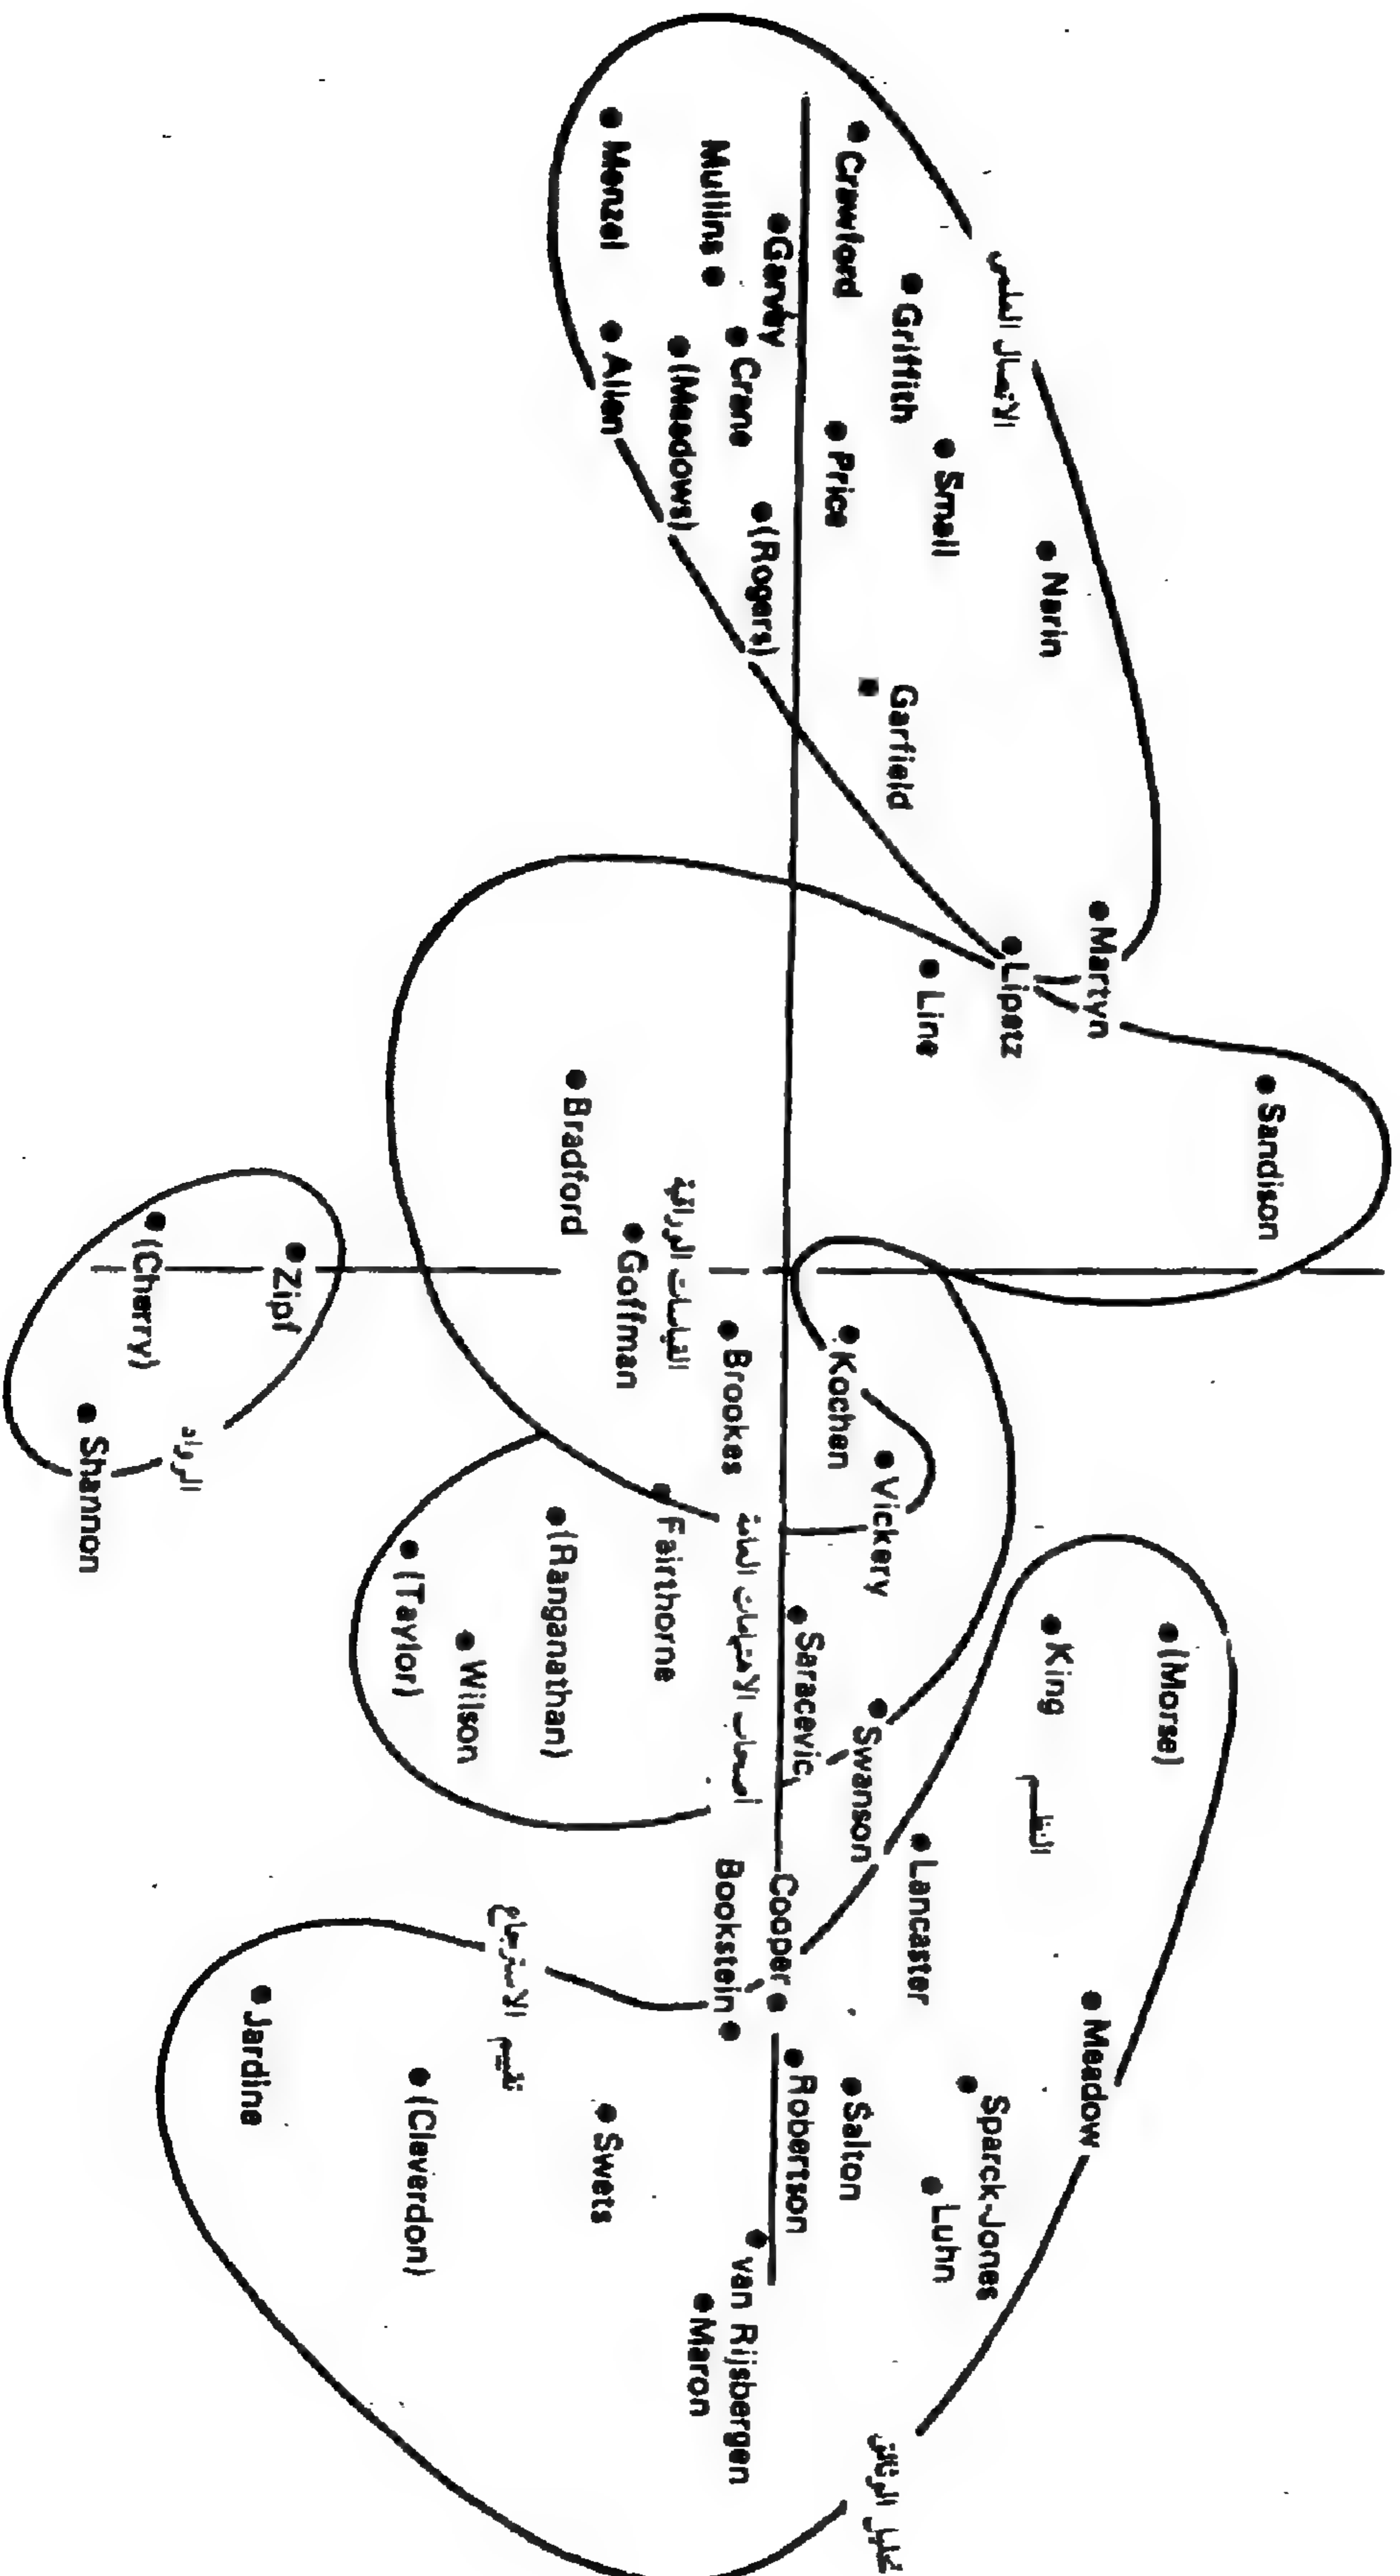 الاتصال العلمى
Crawford
Griffith
Small
Narin
Garvey
Price
Mullins
Crane
(Meadows)
(Rogers)
Menzel
Allen
Garfield
Martyn
Lipetz
Line
Sandison
Bradford
القياسات الوراقية
Goffman
Brookes
Kochen
Vickery
Zipf
(Cherry)
Shannon
الرواد
أصحاب الاهتمامات العامة
Fairthorne
(Ranganathan)
(Taylor)
Wilson
Saracevic
Swanson
(Morse)
King
النظم
Lancaster
Meadow
Cooper
Bookstein
تقييم الاسترجاع
Robertson
Salton
Sparck-Jones
Luhn
Jardine
(Cleverdon)
Swets
van Rijsbergen
Maron
تحليل الوثائق